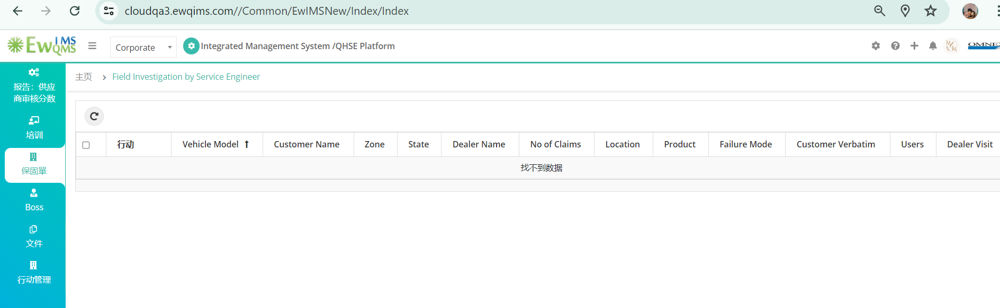 cloudqa3.ewqims.com//Common/EwIMSNew/Index/Index
EwIMS
QMS
Corporate
Integrated Management System /QHSE Platform
报告：供应
商审核分数
培训
保固單
Boss
文件
行动管理
主页 > Field Investigation by Service Engineer
行动 Vehicle Model Customer Name Zone State Dealer Name No of Claims Location Product Failure Mode Customer Verbatim Users Dealer Visit
找不到数据